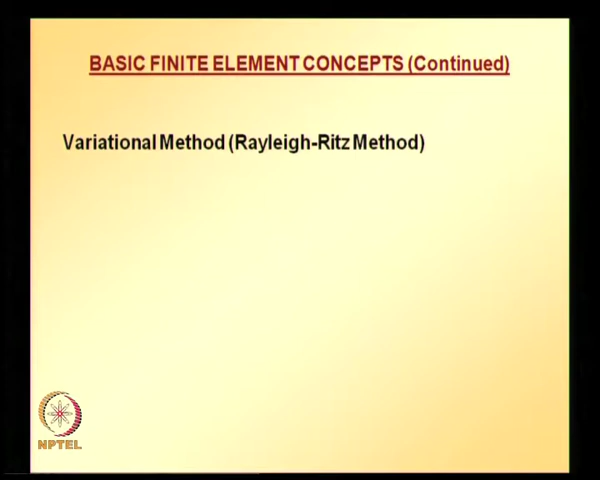 BASIC FINITE ELEMENT CONCEPTS (Continued)
Variational Method (Rayleigh-Ritz Method)
NPTEL